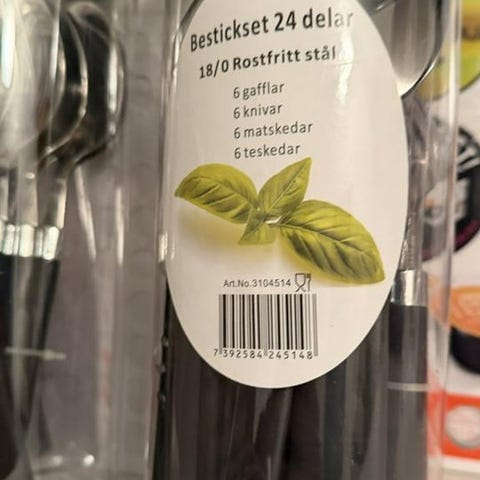 Bestickset 24 delar
18/0 Rostfritt stål
6 gafflar
6 knivar
6 matskedar
6 teskedar
Art.No.3104514
7 392584 245148